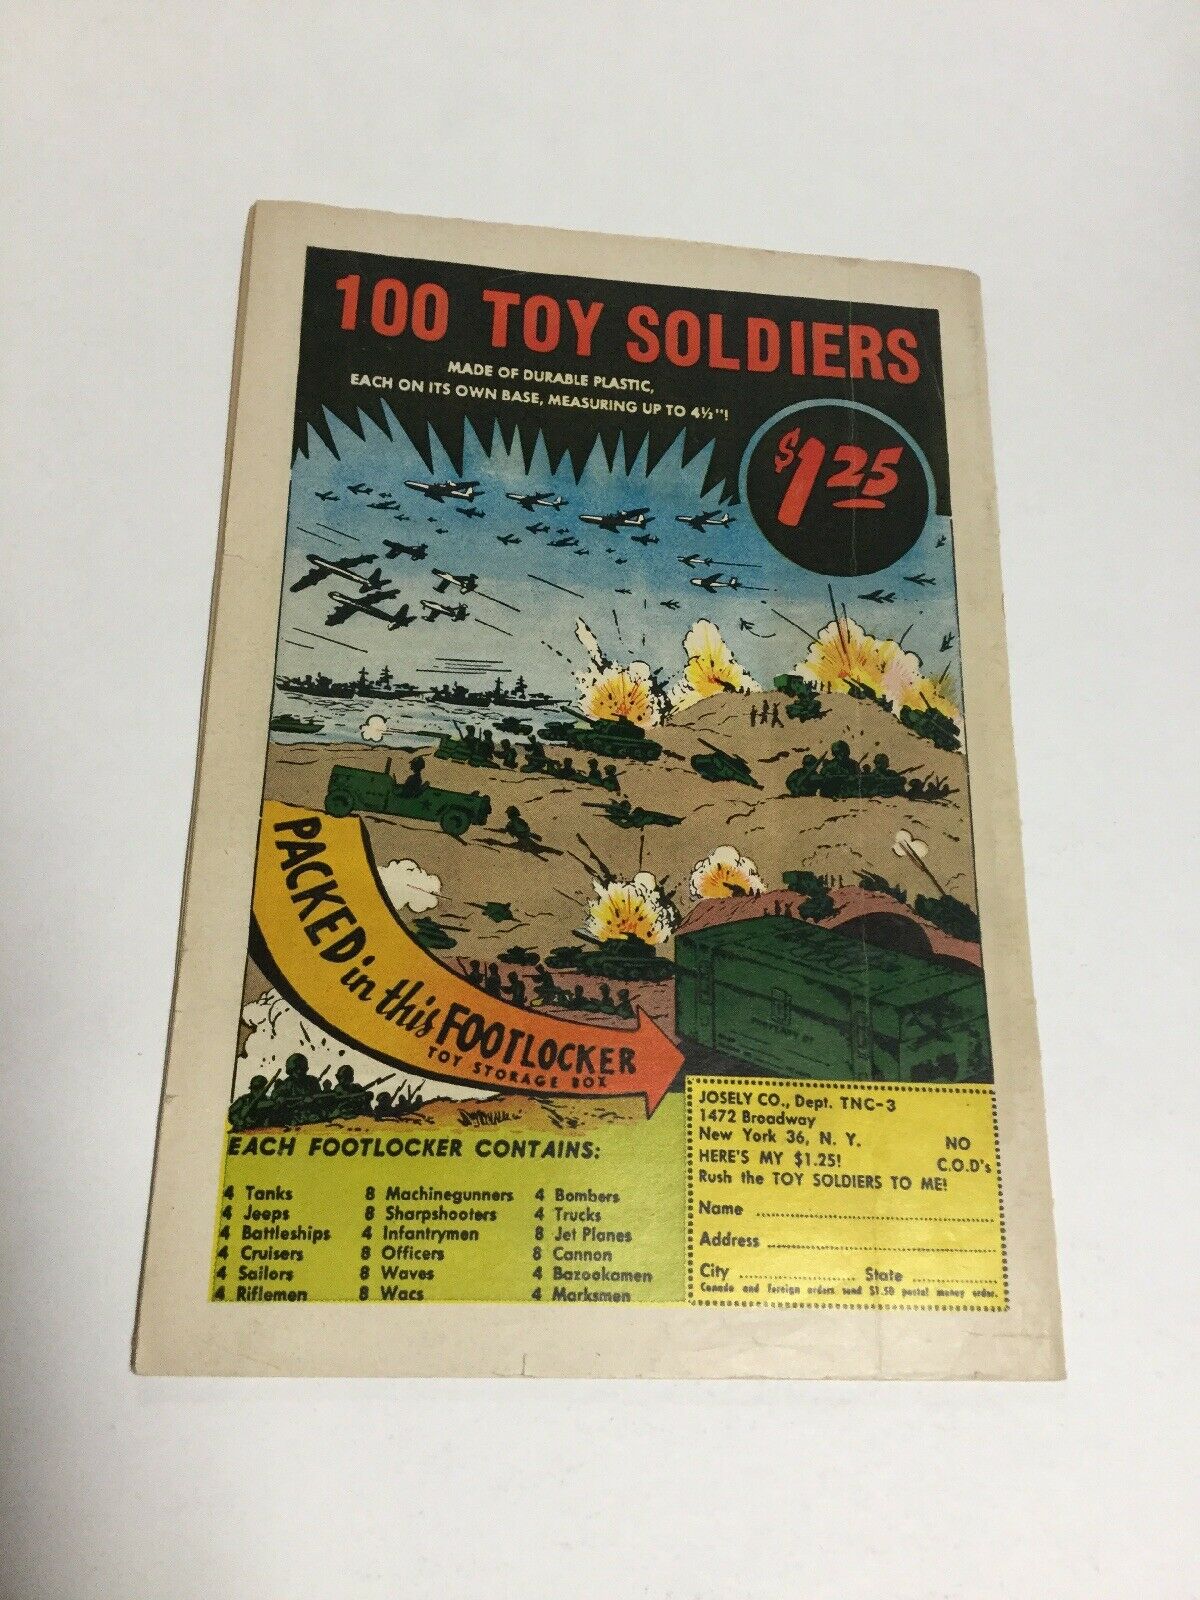 100 TOY SOLDIERS
MADE OF DURABLE PLASTIC,
EACH ON ITS OWN BASE, MEASURING UP TO 4½"!
$1.25
PACKED in this FOOTLOCKER
TOY STORAGE BOX
EACH FOOTLOCKER CONTAINS:
4 Tanks
4 Jeeps
4 Battleships
4 Cruisers
4 Sailors
4 Riflemen
8 Machinegunners
8 Sharpshooters
4 Infantrymen
8 Officers
8 Waves
8 Wacs
4 Bombers
4 Trucks
8 Jet Planes
8 Cannon
4 Bazookamen
4 Marksmen
JOSELY CO., Dept. TNC-3
1472 Broadway
New York 36, N. Y.
HERE'S MY $1.25!
NO
C.O.D's
Rush the TOY SOLDIERS TO ME!
Name
Address
City State
Canada and foreign orders send $1.50 postal money order.